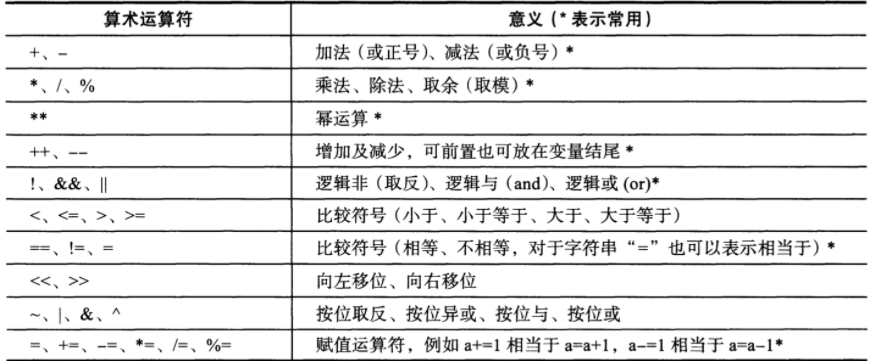 算术运算符 意义（* 表示常用）
+、- 加法（或正号）、减法（或负号）*
*、/、% 乘法、除法、取余（取模）*
** 幂运算 *
++、-- 增加及减少，可前置也可放在变量结尾 *
!、&&、|| 逻辑非（取反）、逻辑与（and）、逻辑或 (or)*
<、<=、>、>= 比较符号（小于、小于等于、大于、大于等于）
==、!=、= 比较符号（相等、不相等，对于字符串“=”也可以表示相当于）*
<<、>> 向左移位、向右移位
~、|、&、^ 按位取反、按位异或、按位与、按位或
=、+=、-=、*=、/=、%= 赋值运算符，例如 a+=1 相当于 a=a+1，a-=1 相当于 a=a-1*